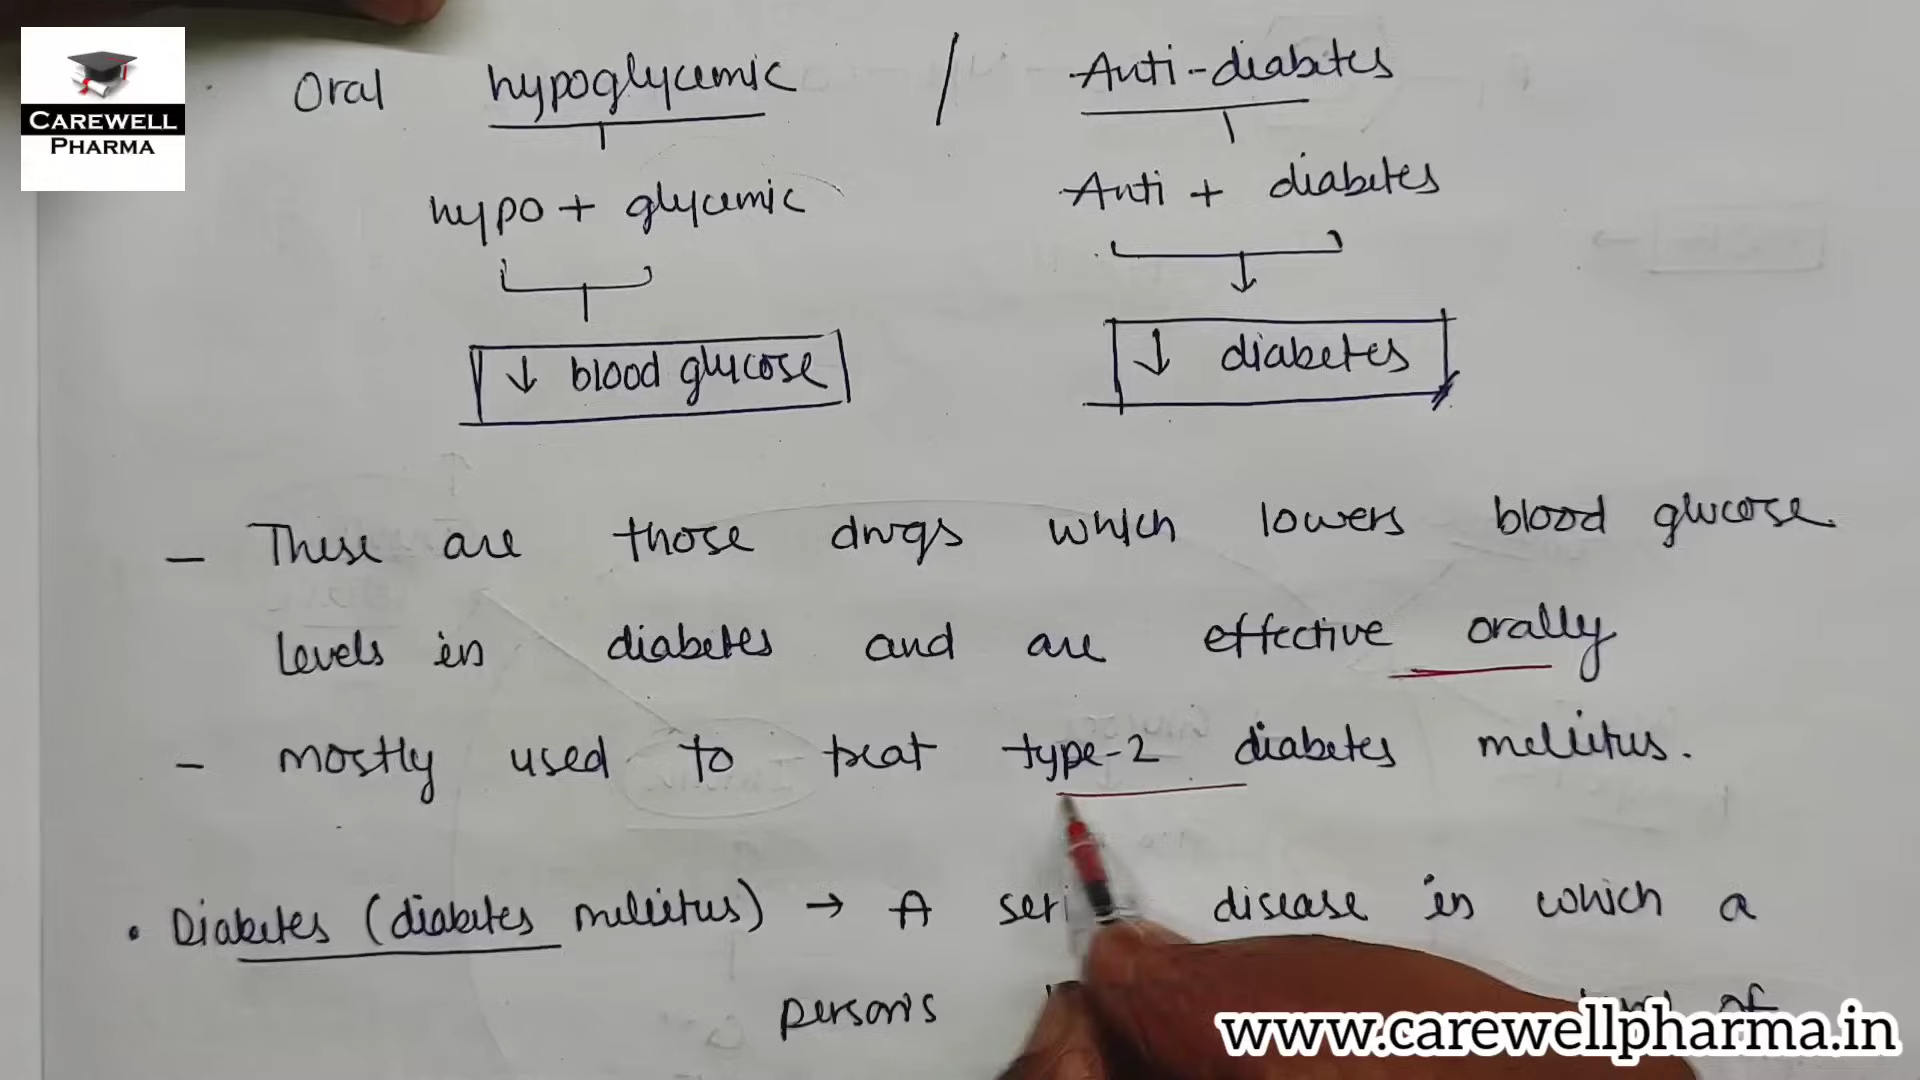 CAREWELL
PHARMA
Oral hypoglycemic / Anti-diabetes
hypo + glycemic
Anti + diabetes
↓ blood glucose
↓ diabetes
- These are those drugs which lowers blood glucose
levels in diabetes and are effective orally
- mostly used to treat type-2 diabetes mellitus.
• Diabetes (diabetes mellitus) → A disease in which a
person's of
www.carewellpharma.in